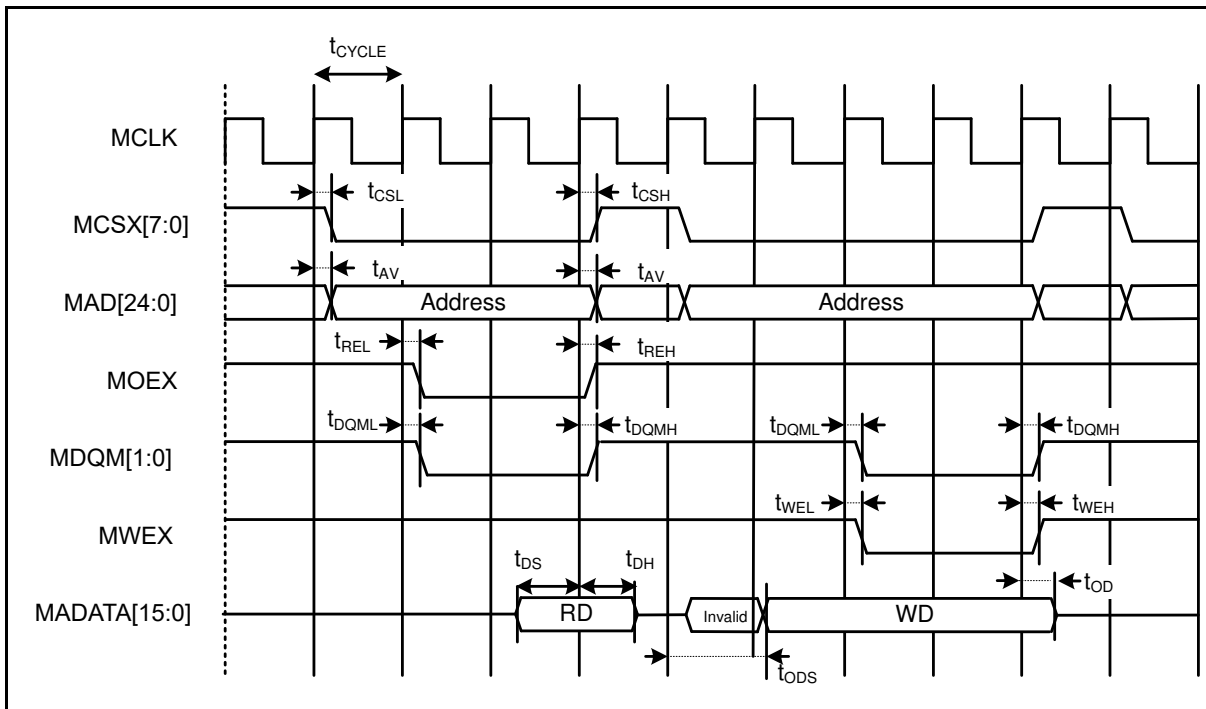 tCYCLE
MCLK
tCSL tCSH
MCSX[7:0]
tAV tAV
MAD[24:0] Address Address
tREL tREH
MOEX
tDQML tDQMH tDQML tDQMH
MDQM[1:0]
tWEL tWEH
MWEX
tDS tDH
tOD
MADATA[15:0] RD Invalid WD
tODS